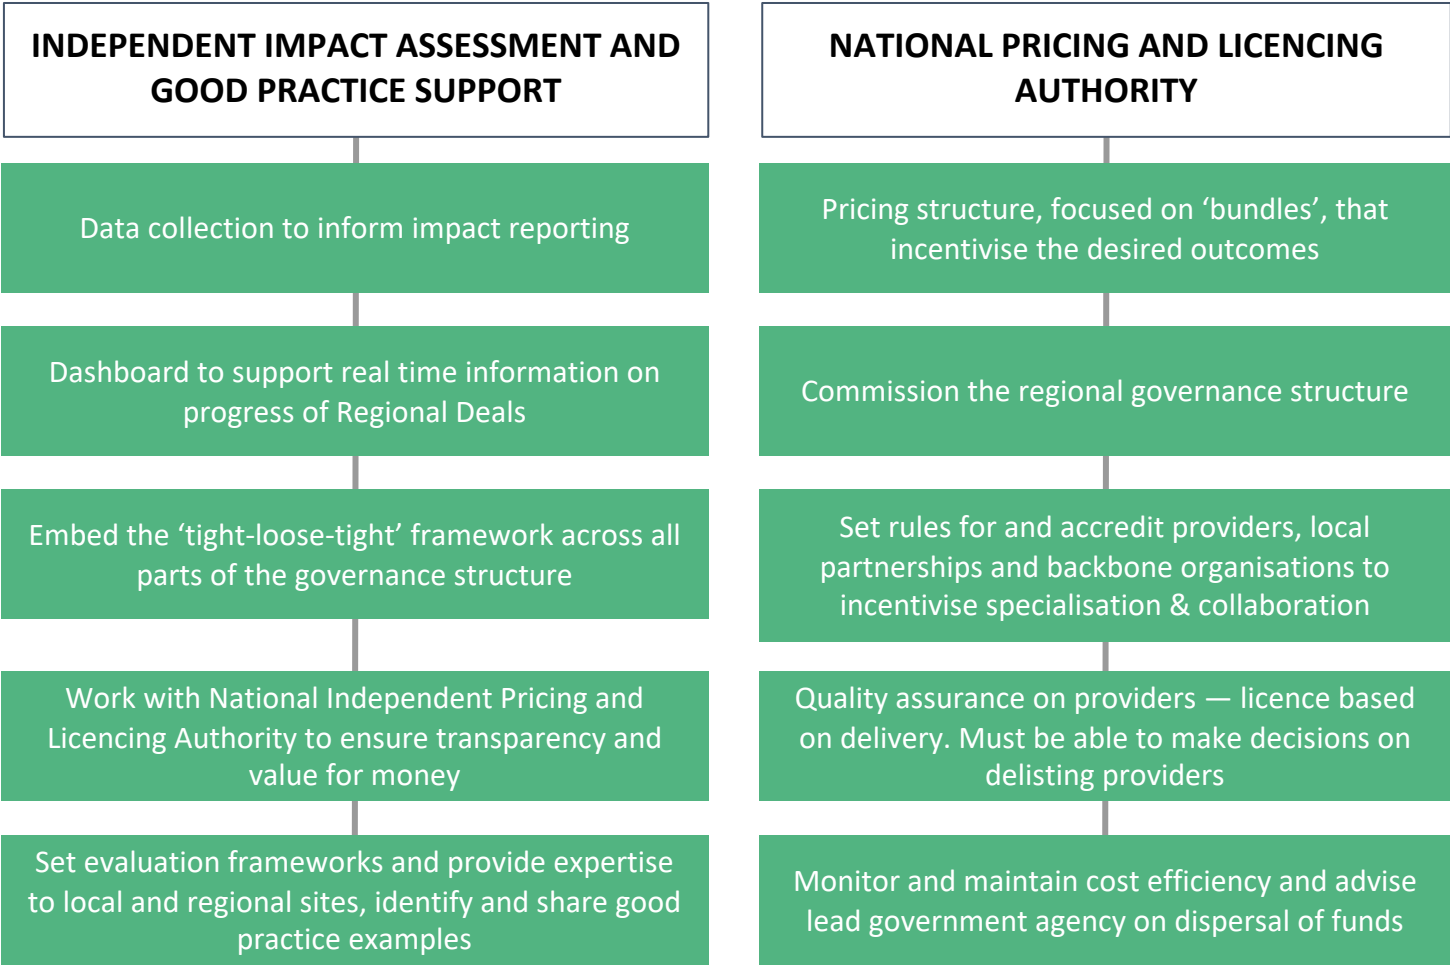 INDEPENDENT IMPACT ASSESSMENT AND
GOOD PRACTICE SUPPORT
Data collection to inform impact reporting
Dashboard to support real time information on
progress of Regional Deals
Embed the ‘tight-loose-tight’ framework across all
parts of the governance structure
Work with National Independent Pricing and
Licencing Authority to ensure transparency and
value for money
Set evaluation frameworks and provide expertise
to local and regional sites, identify and share good
practice examples
NATIONAL PRICING AND LICENCING
AUTHORITY
Pricing structure, focused on ‘bundles’, that
incentivise the desired outcomes
Commission the regional governance structure
Set rules for and accredit providers, local
partnerships and backbone organisations to
incentivise specialisation & collaboration
Quality assurance on providers — licence based
on delivery. Must be able to make decisions on
delisting providers
Monitor and maintain cost efficiency and advise
lead government agency on dispersal of funds